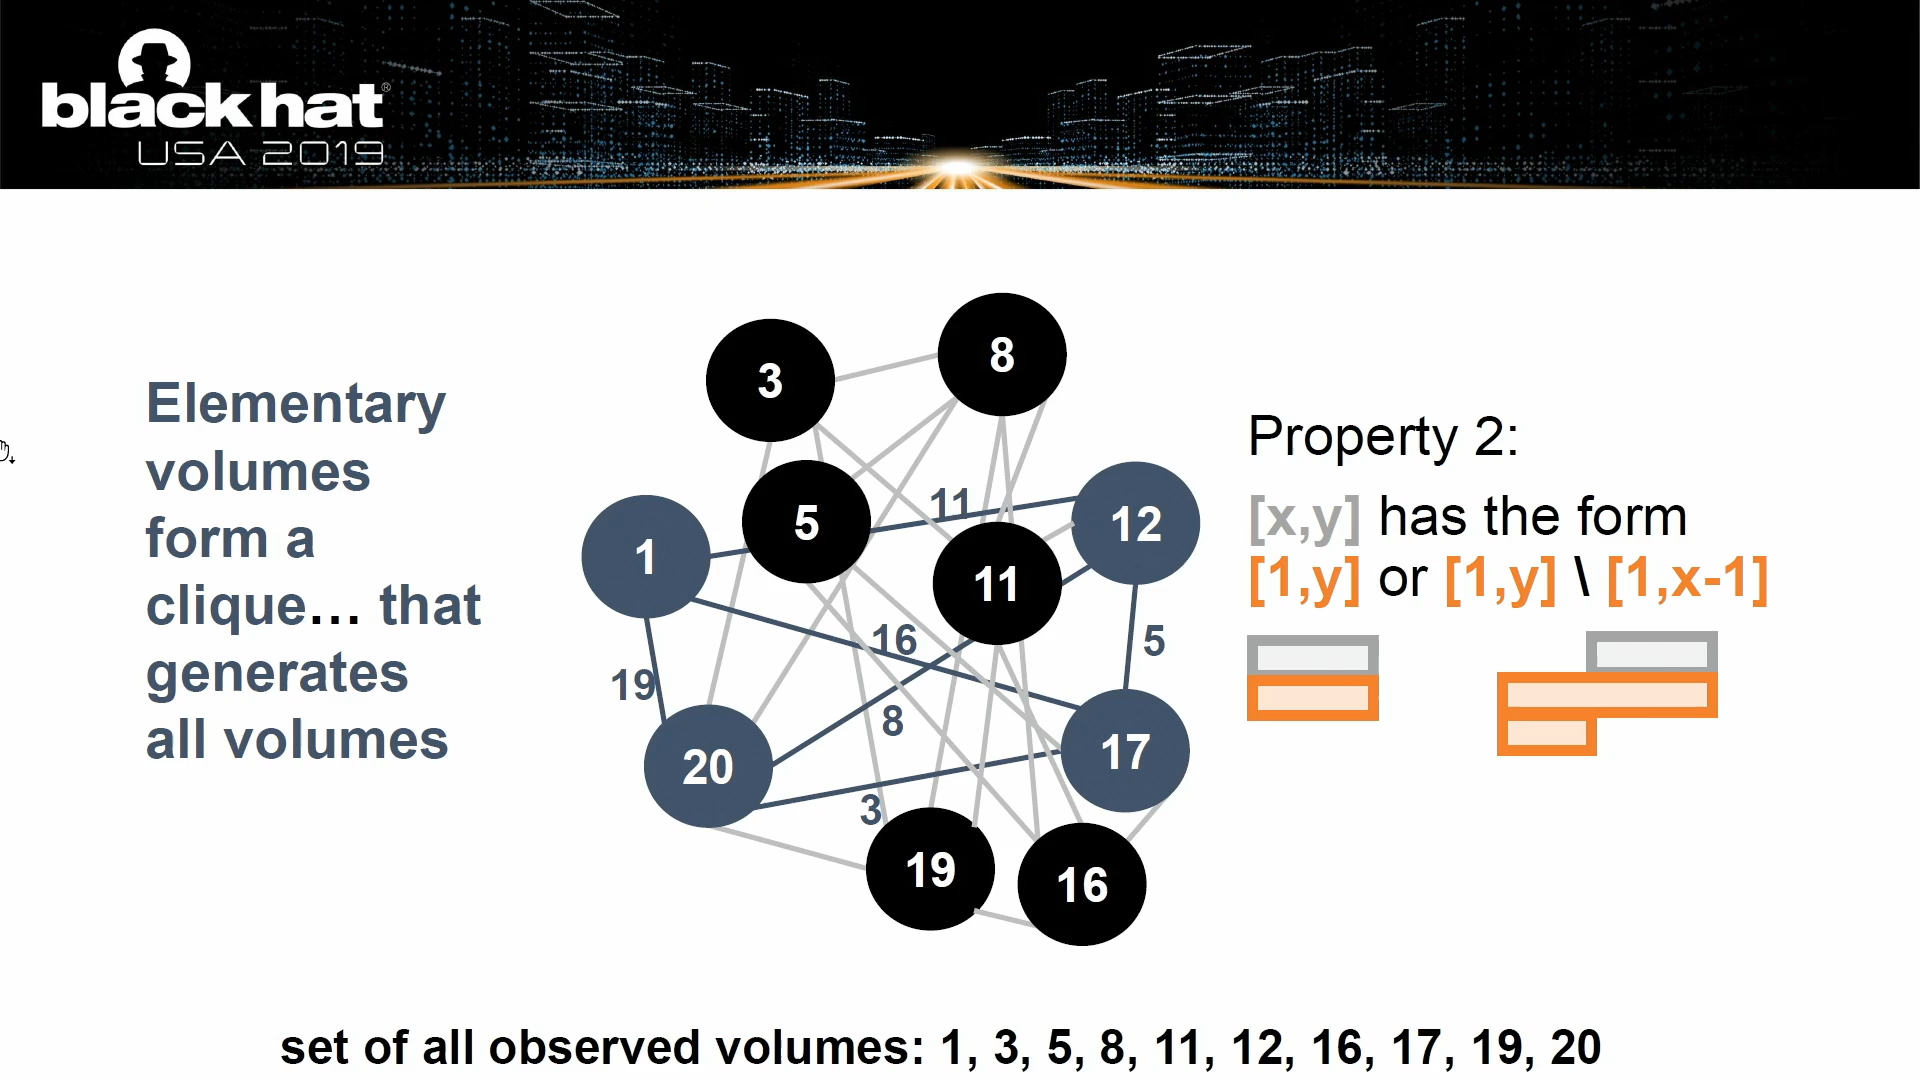 black hat®
USA 2019
Elementary
volumes
form a
clique… that
generates
all volumes
3
8
5
11
12
1
11
16
5
19
8
20
17
3
19
16
Property 2:
[x,y] has the form
[1,y] or [1,y] \ [1,x-1]
set of all observed volumes: 1, 3, 5, 8, 11, 12, 16, 17, 19, 20